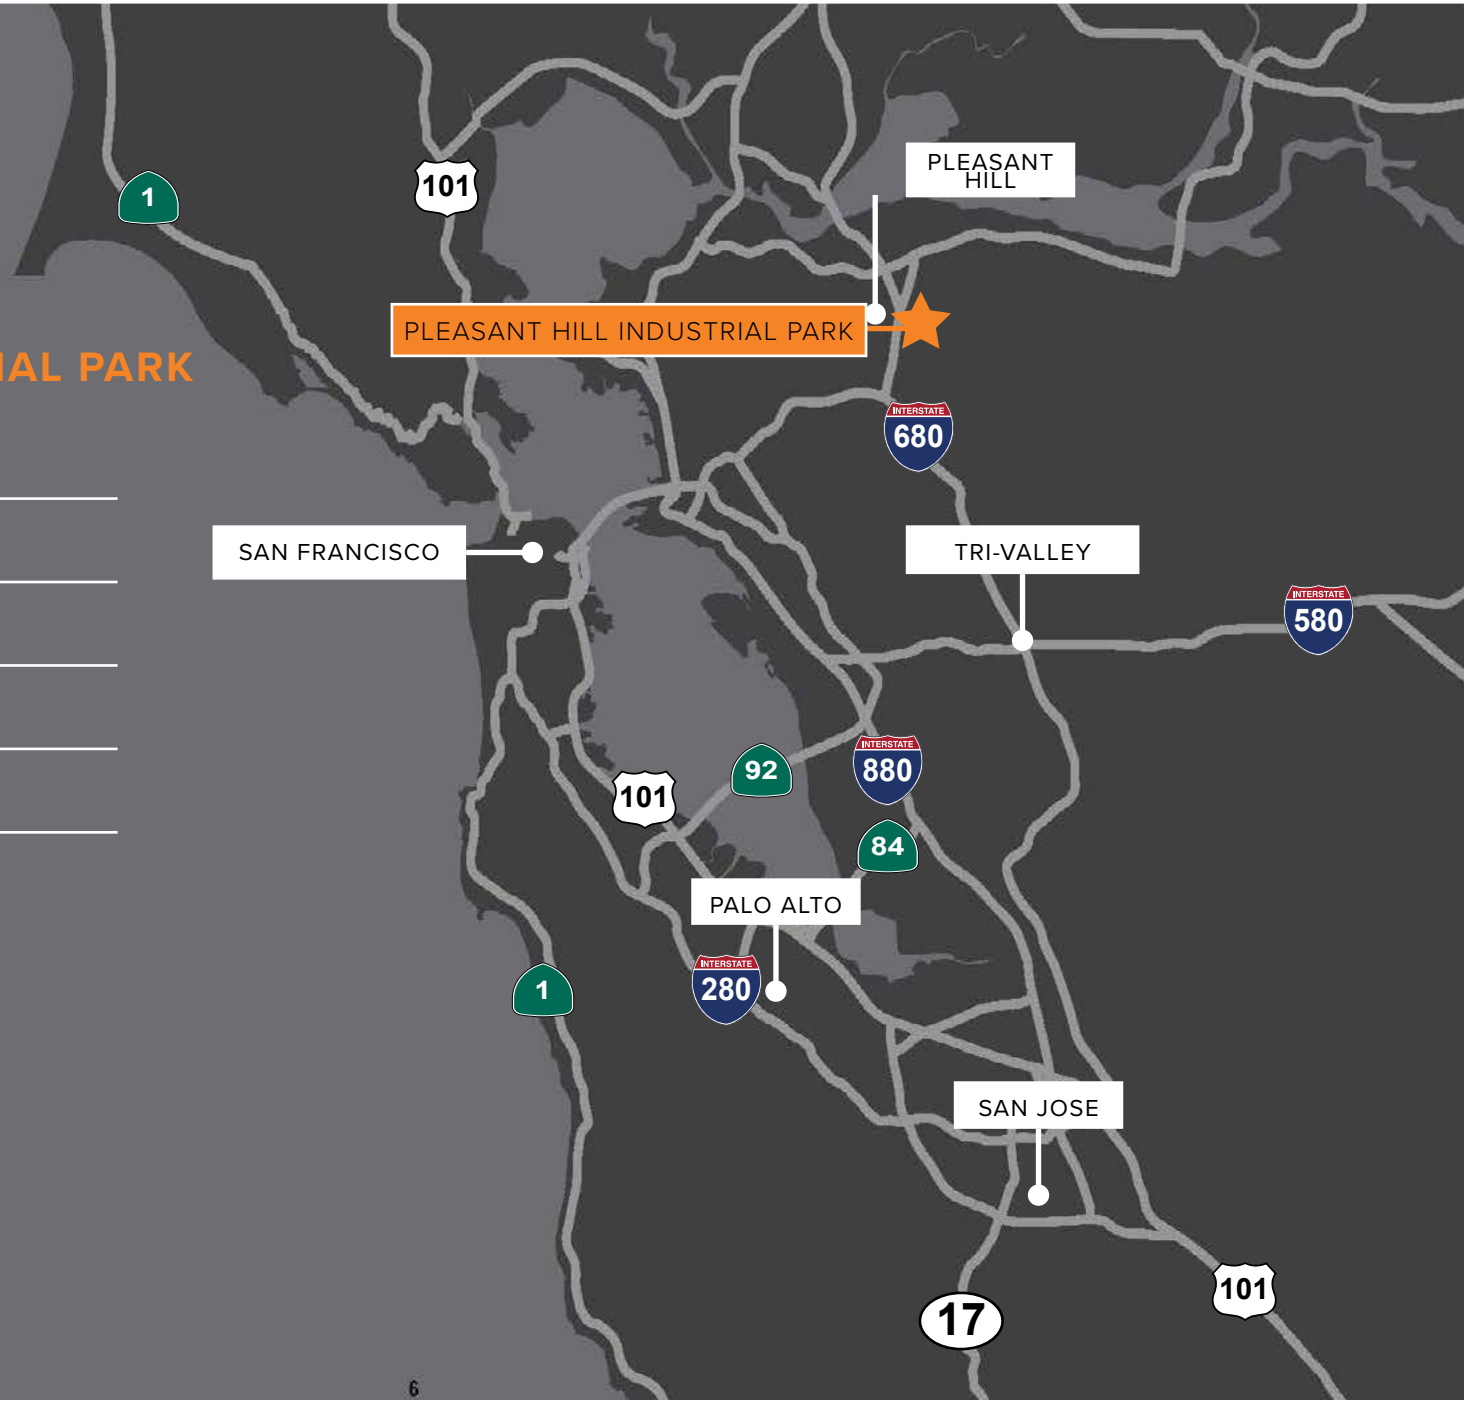 PLEASANT
HILL
101
1
PLEASANT HILL INDUSTRIAL PARK
IAL PARK
INTERSTATE
680
SAN FRANCISCO
TRI-VALLEY
INTERSTATE
580
INTERSTATE
880
92
101
84
PALO ALTO
INTERSTATE
280
1
SAN JOSE
101
17
6